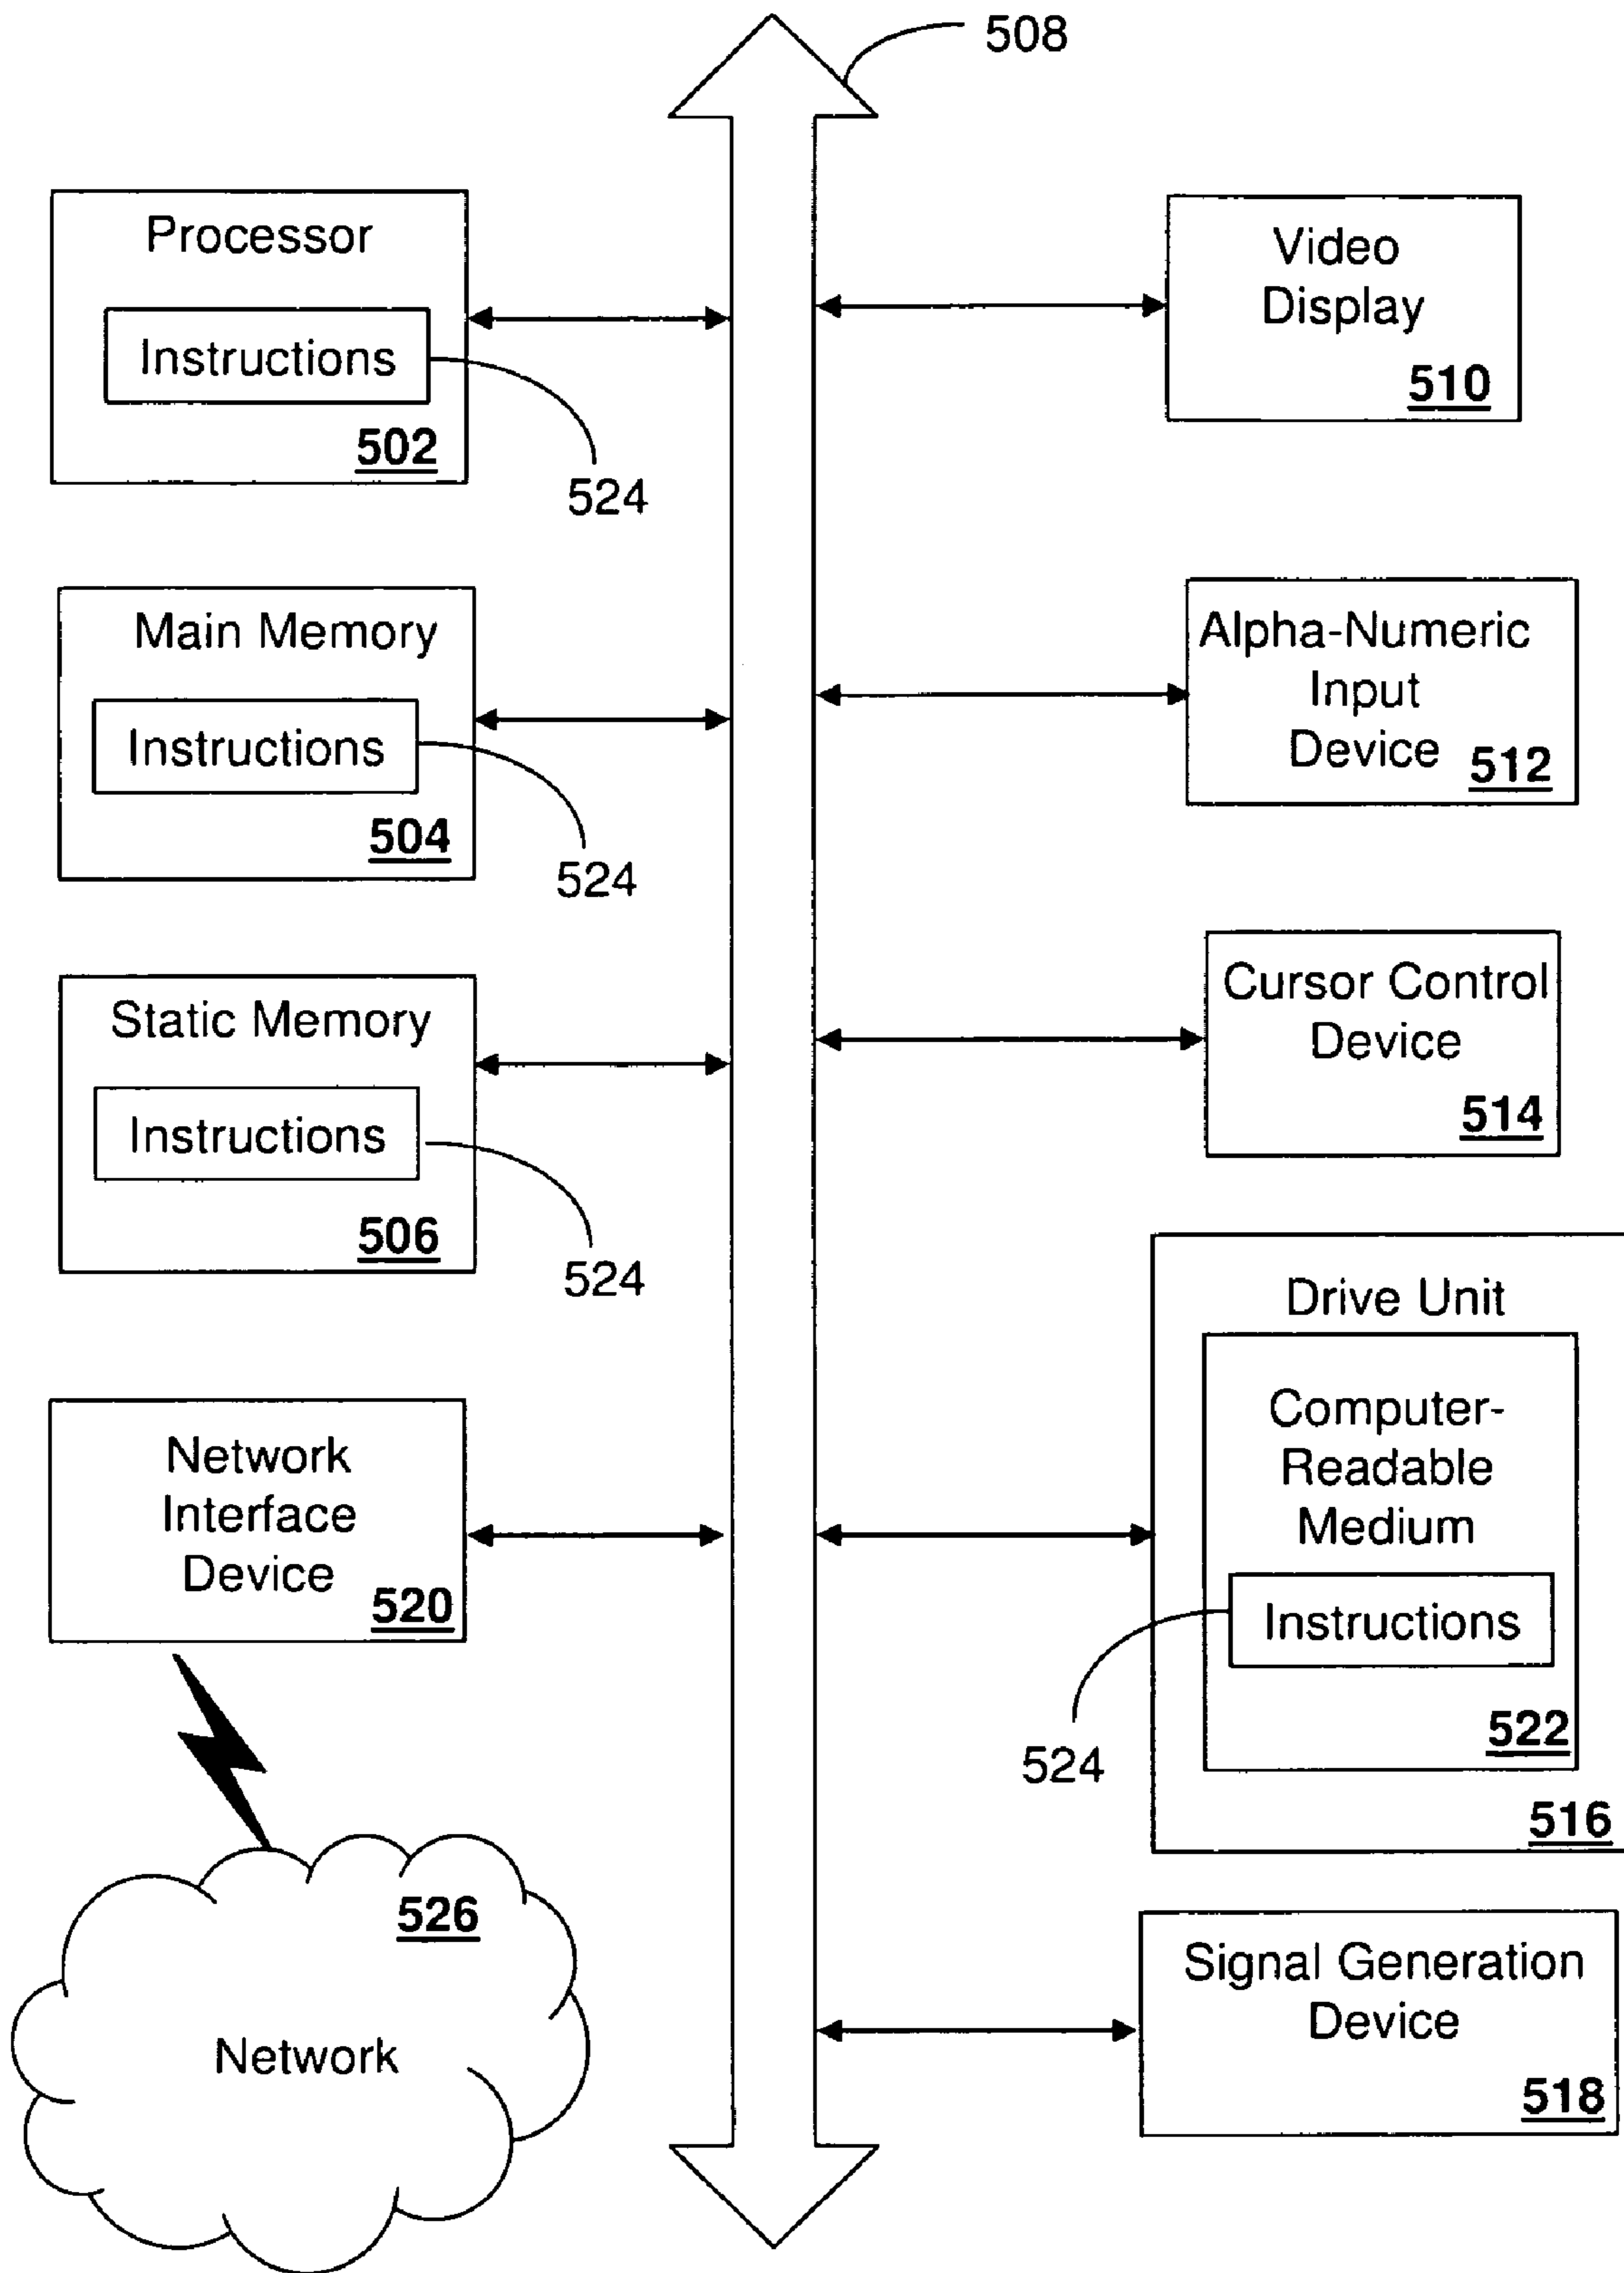 508
Processor
Instructions
502
524
Main Memory
Instructions
504
524
Static Memory
Instructions
506
524
Network
Interface
Device
520
526
Network
Video
Display
510
Alpha-Numeric
Input
Device
512
Cursor Control
Device
514
Drive Unit
Computer-
Readable
Medium
Instructions
524
522
516
Signal Generation
Device
518